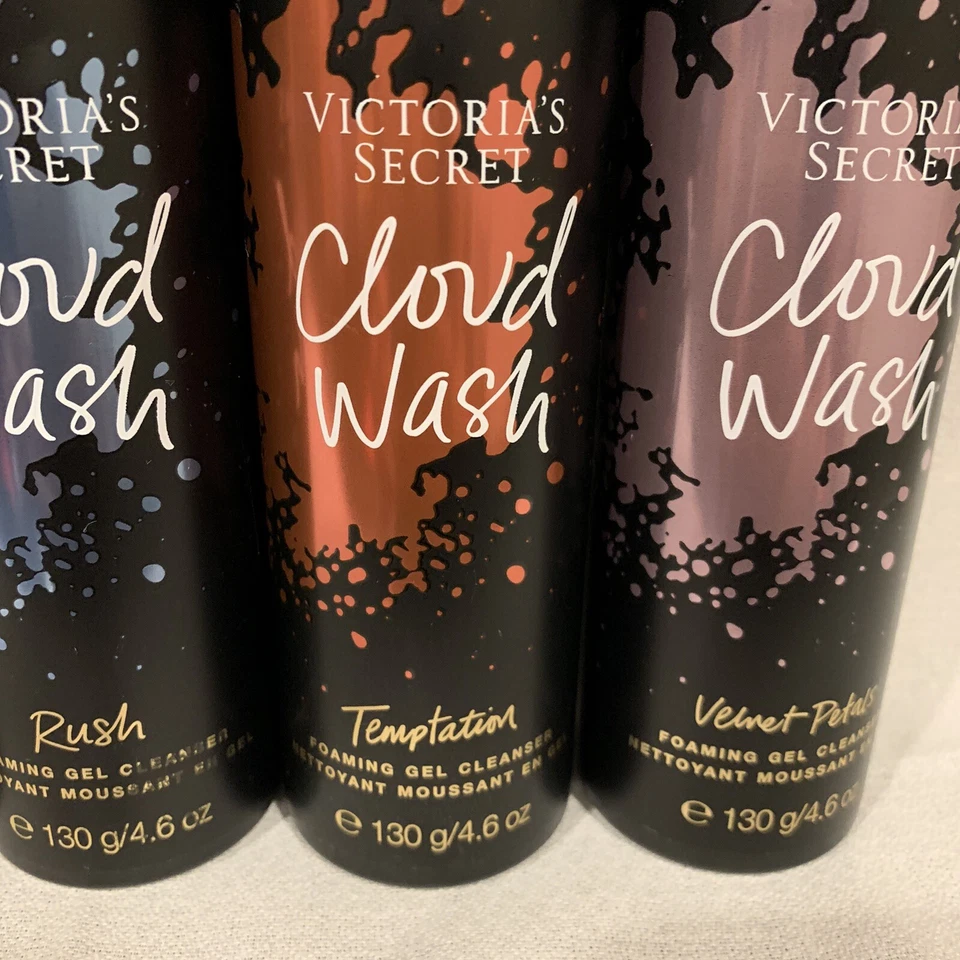 ORIA'S
CRET
oud
ash
Rush
AMING GEL CLEANSER
OYANT MOUSSANT EN GEL
e 130 g/4.6 oz
VICTORIA'S
SECRET
Cloud
Wash
Temptation
FOAMING GEL CLEANSER
NETTOYANT MOUSSANT EN GEL
e 130 g/4.6 oz
VICTORIA
SECRET
Cloud
Wash
Velvet Petals
FOAMING GEL CLEANSE
NETTOYANT MOUSSANT E
e 130 g/4.6 oz